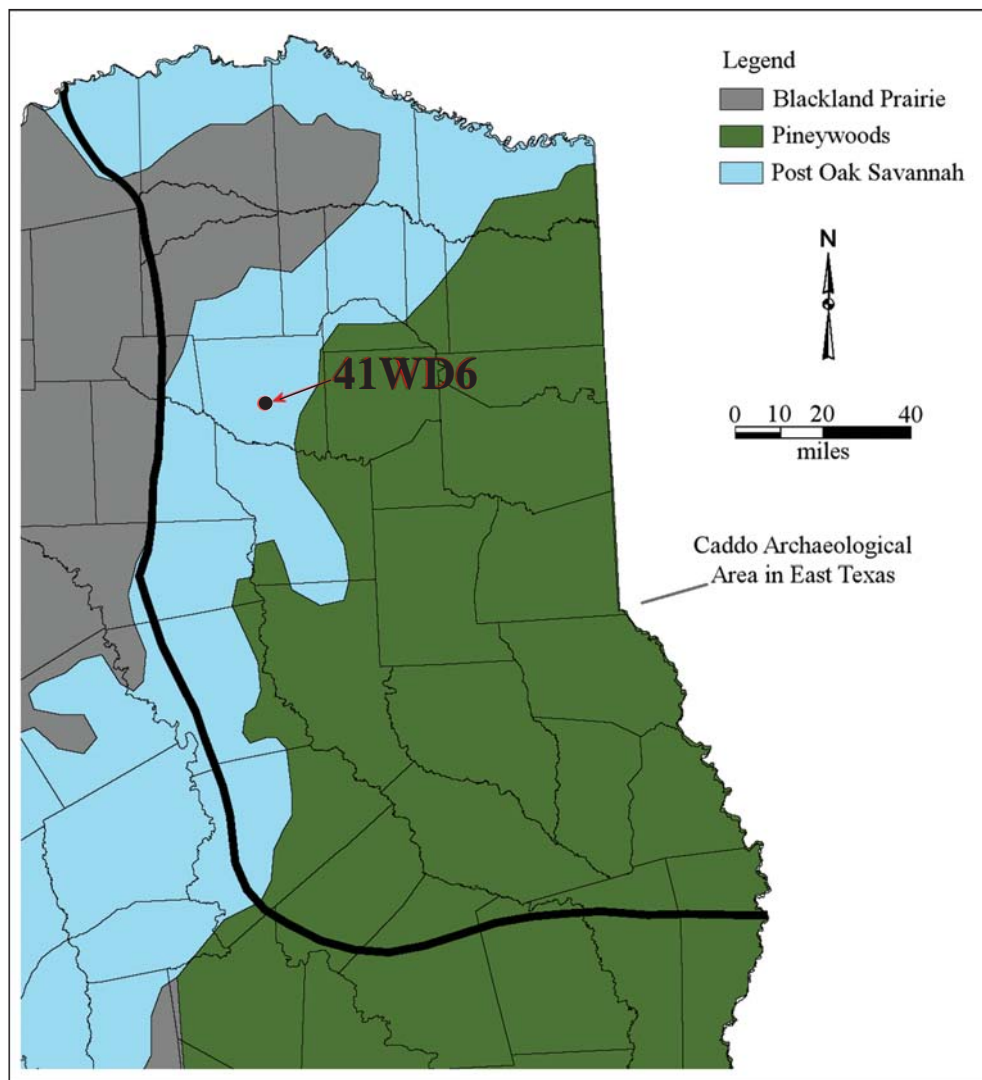 Legend
Blackland Prairie
Pineywoods
Post Oak Savannah
N
41WD6
0 10 20 40
miles
Caddo Archaeological
Area in East Texas